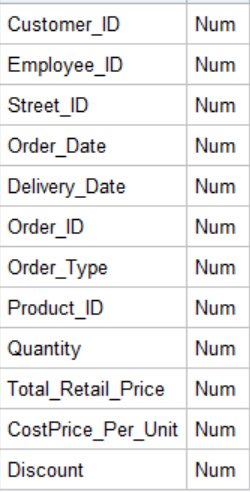 Customer_ID Num
Employee_ID Num
Street_ID Num
Order_Date Num
Delivery_Date Num
Order_ID Num
Order_Type Num
Product_ID Num
Quantity Num
Total_Retail_Price Num
CostPrice_Per_Unit Num
Discount Num